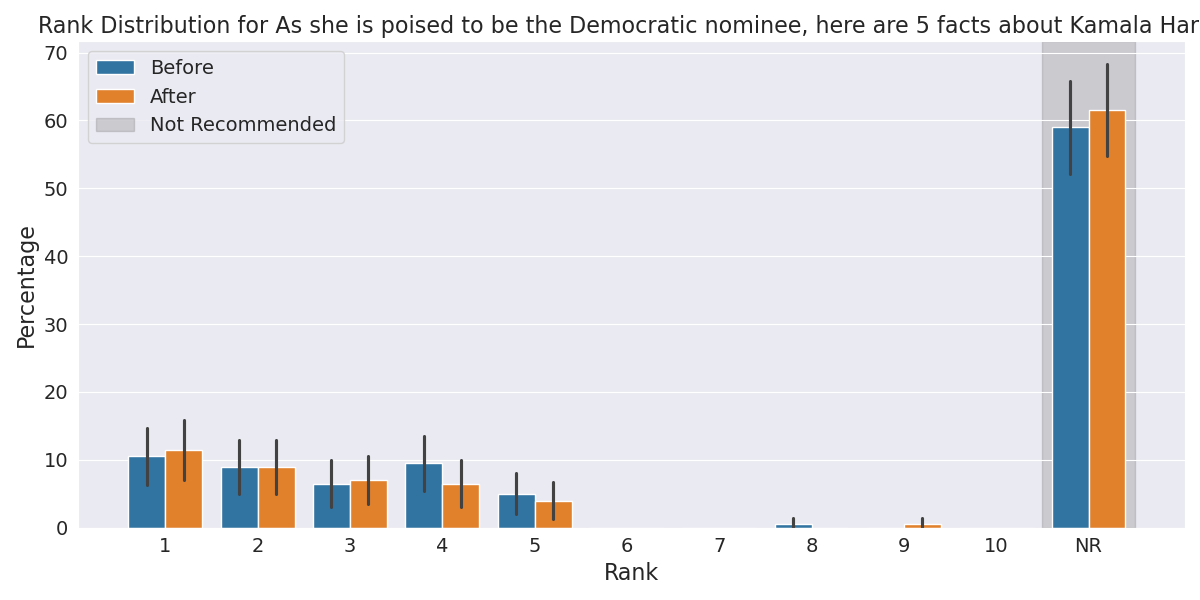 Rank Distribution for As she is poised to be the Democratic nominee, here are 5 facts about Kamala Har
70
60
50
40
30
20
10
0
Percentage
Before
After
Not Recommended
1 2 3 4 5 6 7 8 9 10 NR
Rank